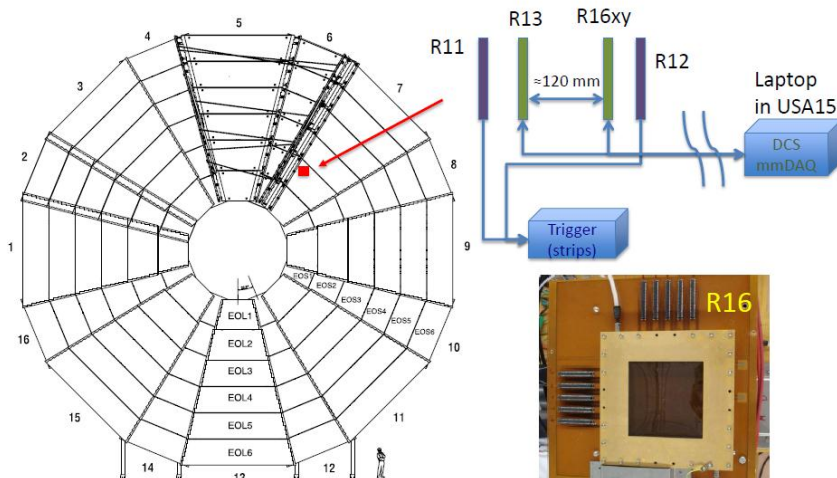 5
4
6
3
7
2
8
1
9
16
10
15
11
14
13
12
EOS1
EOS2
EOS3
EOS4
EOS5
EOS6
EOL1
EOL2
EOL3
EOL4
EOL5
EOL6
R11
R13
R16xy
R12
≈120 mm
Laptop
in USA15
DCS
mmDAQ
Trigger
(strips)
R16